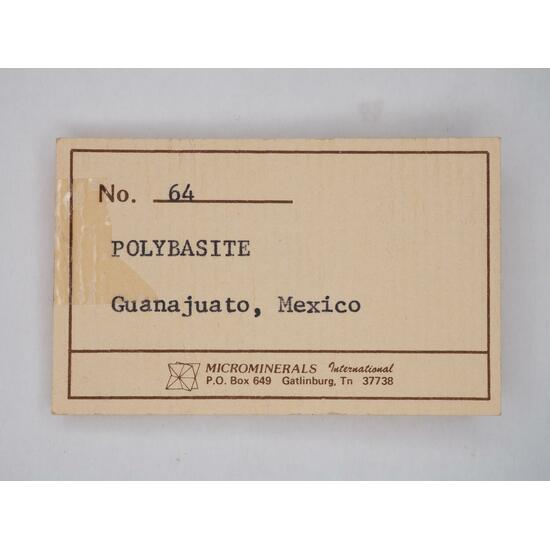 No. 64
POLYBASITE
Guanajuato, Mexico
MICROMINERALS International
P.O. Box 649 Gatlinburg, Tn 37738